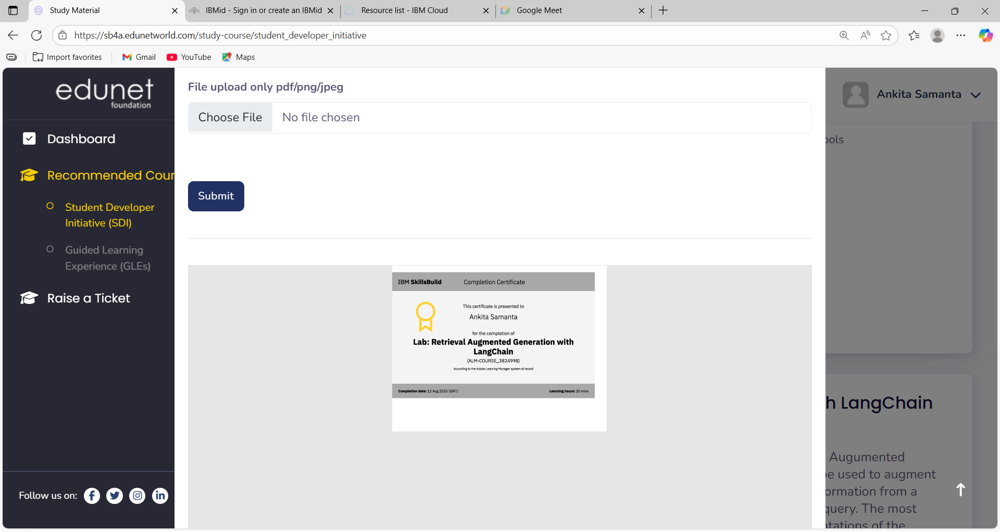 Study Material
IBMid - Sign in or create an IBMid
Resource list - IBM Cloud
Google Meet
https://sb4a.edunetworld.com/study-course/student_developer_initiative
Import favorites
Gmail
YouTube
Maps
edunet
foundation
Dashboard
Recommended Cour
Student Developer
Initiative (SDI)
Guided Learning
Experience (GLEs)
Raise a Ticket
Follow us on:
File upload only pdf/png/jpeg
Choose File No file chosen
Submit
IBM SkillsBuild Completion Certificate
This certificate is presented to
Ankita Samanta
for the completion of
Lab: Retrieval Augmented Generation with
LangChain
(ALM-COURSE_3824998)
According to the Adobe Learning Manager system of record
Completion date: 12 Aug 2025 (GMT) Learning hours: 20 mins
Ankita Samanta
ools
h LangChain
Augumented
e used to augment
ormation from a
query. The most
ntations of the